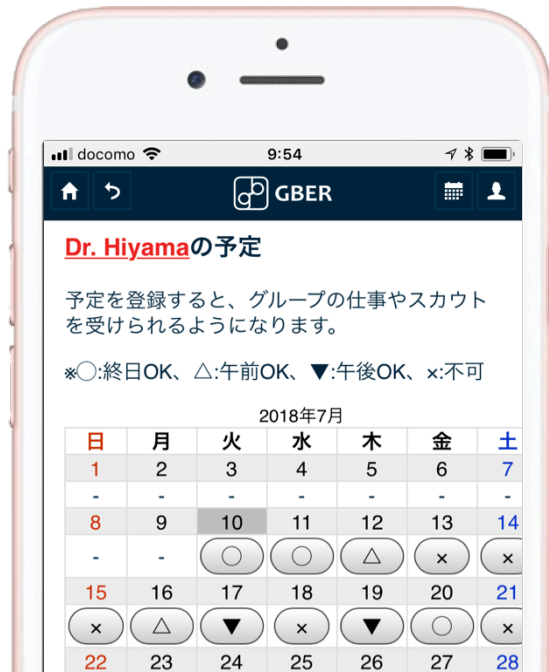 docomo 9:54
GBER
Dr. Hiyamaの予定
予定を登録すると、グループの仕事やスカウト
を受けられるようになります。
※○:終日OK、△:午前OK、▼:午後OK、×:不可
2018年7月
日 月 火 水 木 金 土
1 2 3 4 5 6 7
- - - - - - -
8 9 10 11 12 13 14
- - ○ ○ △ × ×
15 16 17 18 19 20 21
× △ ▼ × ▼ ○ ×
22 23 24 25 26 27 28